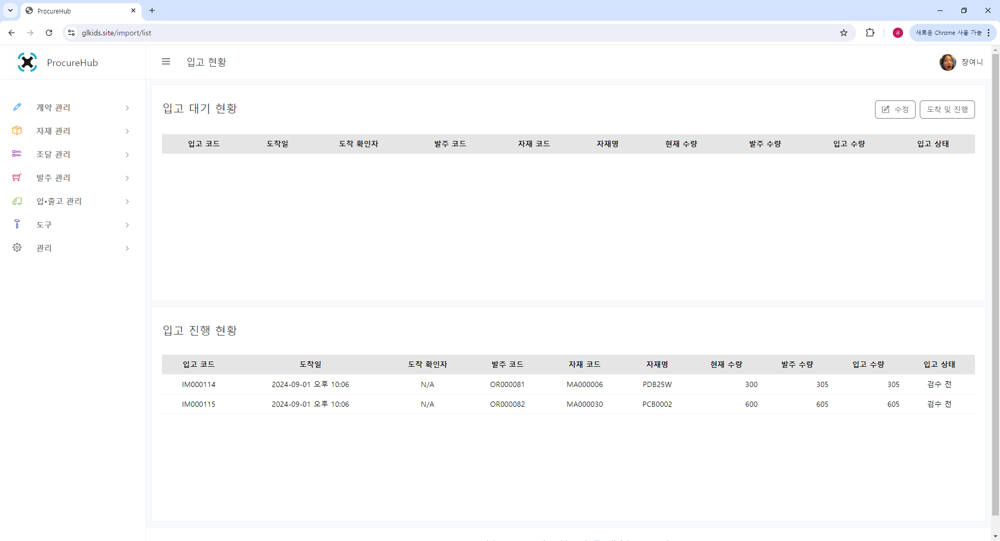 ProcureHub
glkids.site/import/list
곰
새로운 Chrome 사용 가능
ProcureHub
입고 현황
장여니
계약 관리
자재 관리
조달 관리
발주 관리
입•출고 관리
도구
관리
입고 대기 현황
수정
도착 및 진행
입고 코드 도착일 도착 확인자 발주 코드 자재 코드 자재명 현재 수량 발주 수량 입고 수량 입고 상태
입고 진행 현황
입고 코드 도착일 도착 확인자 발주 코드 자재 코드 자재명 현재 수량 발주 수량 입고 수량 입고 상태
IM000114 2024-09-01 오후 10:06 N/A OR000081 MA000006 PDB25W 300 305 305 검수 전
IM000115 2024-09-01 오후 10:06 N/A OR000082 MA000030 PCB0002 600 605 605 검수 전